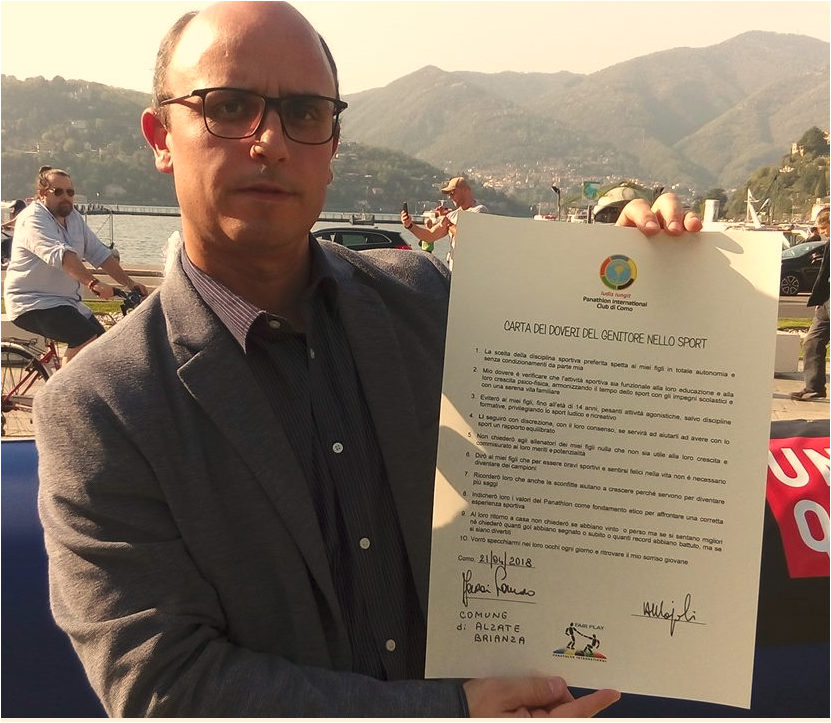 ludis iungit
Panathlon International
Club di Como
CARTA DEI DOVERI DEL GENITORE NELLO SPORT
1. La scelta della disciplina sportiva preferita spetta ai miei figli in totale autonomia e
senza condizionamenti da parte mia
2. Mio dovere è verificare che l'attività sportiva sia funzionale alla loro educazione e alla
loro crescita psico-fisica, armonizzando il tempo dello sport con gli impegni scolastici e
con una serena vita familiare
3. Eviterò ai miei figli, fino all'età di 14 anni, pesanti attività agonistiche, salvo discipline
formative, privilegiando lo sport ludico e ricreativo
4. Li seguirò con discrezione, con il loro consenso, se servirà ad aiutarli ad avere con lo
sport un rapporto equilibrato
5. Non chiederò agli allenatori dei miei figli nulla che non sia utile alla loro crescita e
commisurato ai loro meriti e potenzialità
6. Dirò ai miei figli che per essere bravi sportivi e sentirsi felici nella vita non è necessario
diventare dei campioni
7. Ricorderò loro che anche le sconfitte aiutano a crescere perché servono per diventare
più saggi
8. Indicherò loro i valori del Panathlon come fondamento etico per affrontare una corretta
esperienza sportiva
9. Al loro ritorno a casa non chiederò se abbiano vinto o perso ma se si sentano migliori
né chiederò quanti gol abbiano segnato o subito o quanti record abbiano battuto, ma se
si siano divertiti
10. Vorrò specchiarmi nei loro occhi ogni giorno e ritrovare il mio sorriso giovane
Como, 21/04/2018
COMUNE
di ALZATE
BRIANZA
FAIR PLAY
PANATHLON INTERNATIONAL
UN